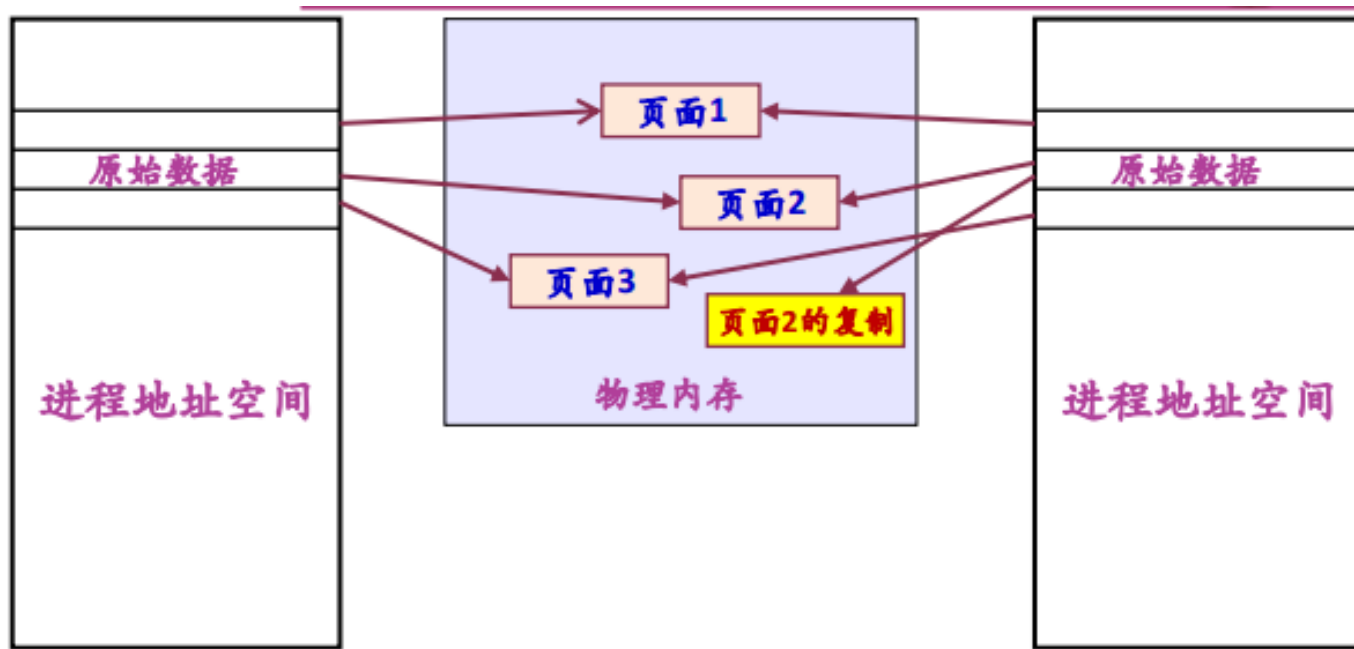 页面1
原始数据
原始数据
页面2
页面3
页面2的复制
进程地址空间
物理内存
进程地址空间